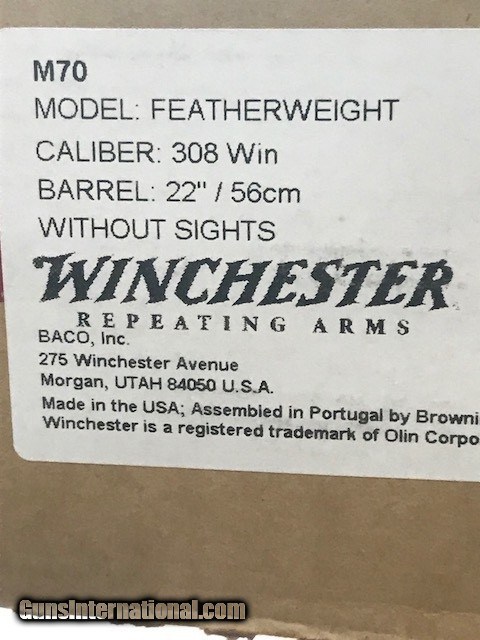 M70
MODEL: FEATHERWEIGHT
CALIBER: 308 Win
BARREL: 22" / 56cm
WITHOUT SIGHTS
WINCHESTER
REPEATING ARMS
BACO, Inc.
275 Winchester Avenue
Morgan, UTAH 84050 U.S.A.
Made in the USA; Assembled in Portugal by Browni
Winchester is a registered trademark of Olin Corpo
GunsInternational.com